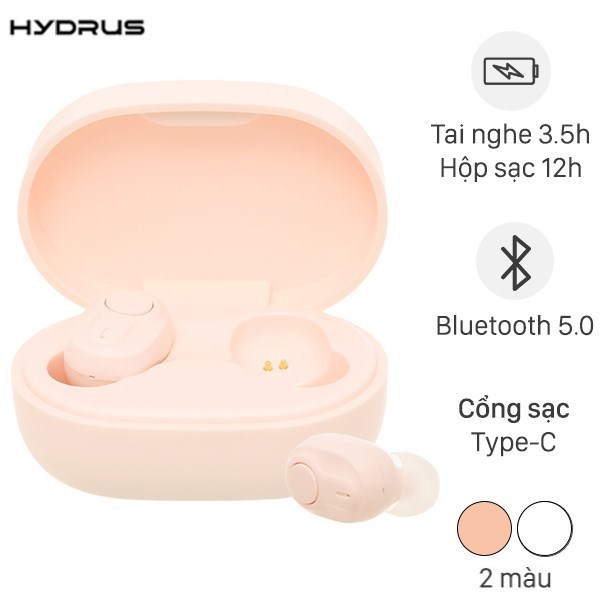 HYDRUS
Tai nghe 3.5h
Hộp sạc 12h
Bluetooth 5.0
Cổng sạc
Type-C
2 màu